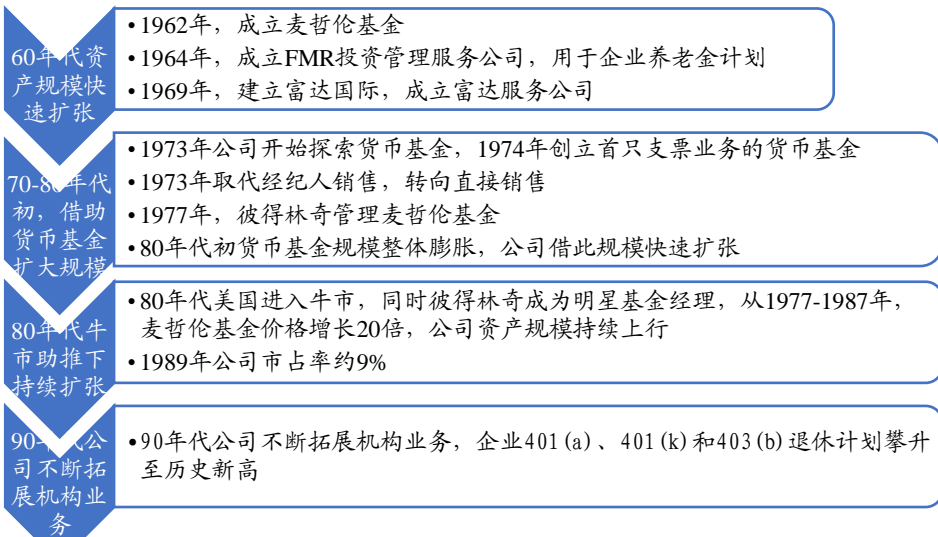 60年代资
产规模快
速扩张
•1962年，成立麦哲伦基金
•1964年，成立FMR投资管理服务公司，用于企业养老金计划
•1969年，建立富达国际，成立富达服务公司
70-80年代
初，借助
货币基金
扩大规模
•1973年公司开始探索货币基金，1974年创立首只支票业务的货币基金
•1973年取代经纪人销售，转向直接销售
•1977年，彼得林奇管理麦哲伦基金
•80年代初货币基金规模整体膨胀，公司借此规模快速扩张
80年代牛
市助推下
持续扩张
•80年代美国进入牛市，同时彼得林奇成为明星基金经理，从1977-1987年，
麦哲伦基金价格增长20倍，公司资产规模持续上行
•1989年公司市占率约9%
90年代公
司不断拓
展机构业
务
•90年代公司不断拓展机构业务，企业401(a)、401(k)和403(b)退休计划攀升
至历史新高